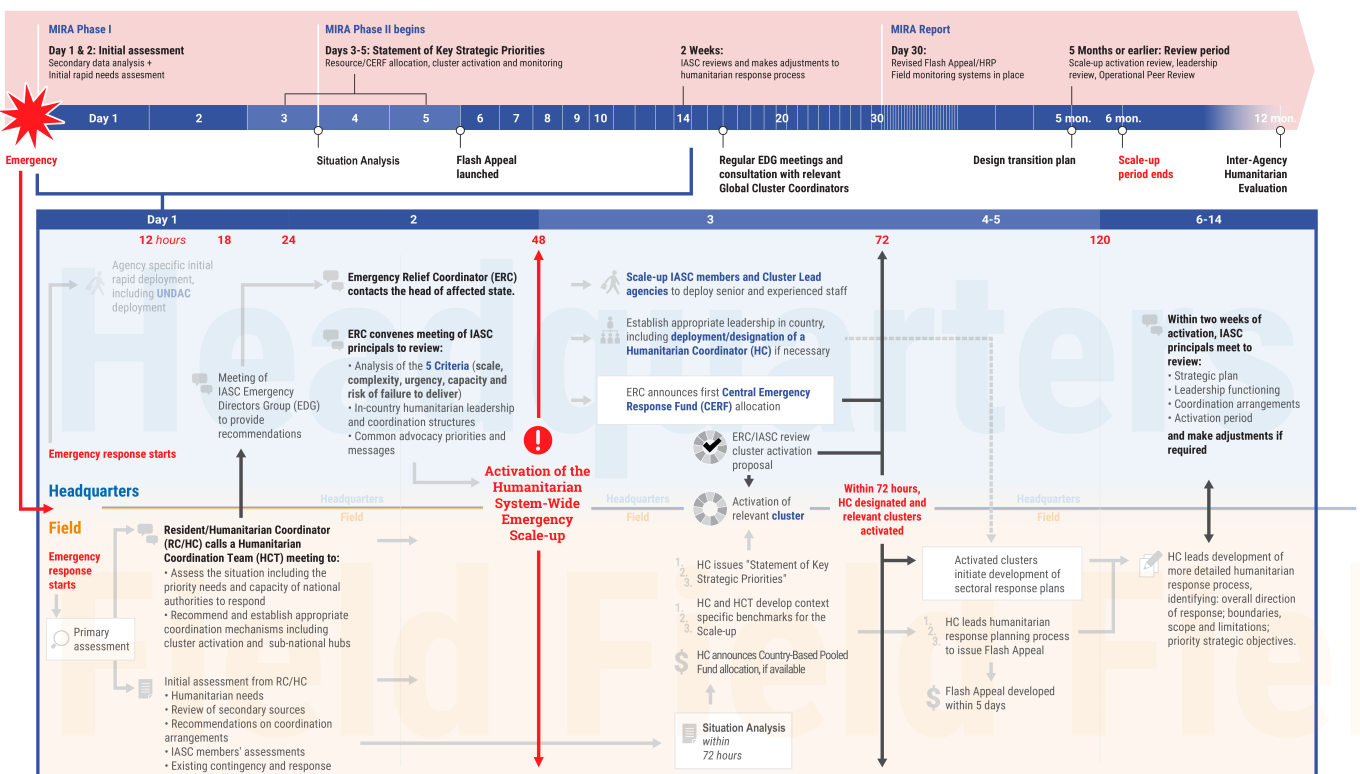 MIRA Phase I
Day 1 & 2: Initial assessment
Secondary data analysis +
Initial rapid needs assesment
MIRA Phase II begins
Days 3-5: Statement of Key Strategic Priorities
Resource/CERF allocation, cluster activation and monitoring
2 Weeks:
IASC reviews and makes adjustments to
humanitarian response process
MIRA Report
Day 30:
Revised Flash Appeal/HRP
Field monitoring systems in place
5 Months or earlier: Review period
Scale-up activation review, leadership
review, Operational Peer Review
Day 1 2 3 4 5 6 7 8 9 10 14 20 30 5 mon. 6 mon. 12 mon.
Emergency
Situation Analysis
Flash Appeal
launched
Regular EDG meetings and
consultation with relevant
Global Cluster Coordinators
Design transition plan
Scale-up
period ends
Inter-Agency
Humanitarian
Evaluation
Day 1 2 3 4-5 6-14
12 hours 18 24 48 72 120
Headquarters
Agency specific initial
rapid deployment,
including UNDAC
deployment
Emergency response starts
Meeting of
IASC Emergency
Directors Group (EDG)
to provide
recommendations
Emergency Relief Coordinator (ERC)
contacts the head of affected state.
ERC convenes meeting of IASC
principals to review:
• Analysis of the 5 Criteria (scale,
complexity, urgency, capacity and
risk of failure to deliver)
• In-country humanitarian leadership
and coordination structures
• Common advocacy priorities and
messages
Activation of the
Humanitarian
System-Wide
Emergency
Scale-up
Scale-up IASC members and Cluster Lead
agencies to deploy senior and experienced staff
Establish appropriate leadership in country,
including deployment/designation of a
Humanitarian Coordinator (HC) if necessary
ERC announces first Central Emergency
Response Fund (CERF) allocation
ERC/IASC review
cluster activation
proposal
Activation of
relevant cluster
Within 72 hours,
HC designated and
relevant clusters
activated
Within two weeks of
activation, IASC
principals meet to
review:
• Strategic plan
• Leadership functioning
• Coordination arrangements
• Activation period
and make adjustments if
required
Headquarters
Headquarters
Headquarters
Headquarters
Field
Field
Field
Field
Field Field Field
Emergency
response
starts
Primary
assessment
Resident/Humanitarian Coordinator
(RC/HC) calls a Humanitarian
Coordination Team (HCT) meeting to:
• Assess the situation including the
priority needs and capacity of national
authorities to respond
• Recommend and establish appropriate
coordination mechanisms including
cluster activation and sub-national hubs
Initial assessment from RC/HC
• Humanitarian needs
• Review of secondary sources
• Recommendations on coordination
arrangements
• IASC members' assessments
• Existing contingency and response
1.
2.
3.
HC issues "Statement of Key
Strategic Priorities"
1.
2.
3.
HC and HCT develop context
specific benchmarks for the
Scale-up
$
HC announces Country-Based Pooled
Fund allocation, if available
Situation Analysis
within
72 hours
Activated clusters
initiate development of
sectoral response plans
1.
2.
3.
HC leads humanitarian
response planning process
to issue Flash Appeal
$
Flash Appeal developed
within 5 days
HC leads development of
more detailed humanitarian
response process,
identifying: overall direction
of response; boundaries,
scope and limitations;
priority strategic objectives.